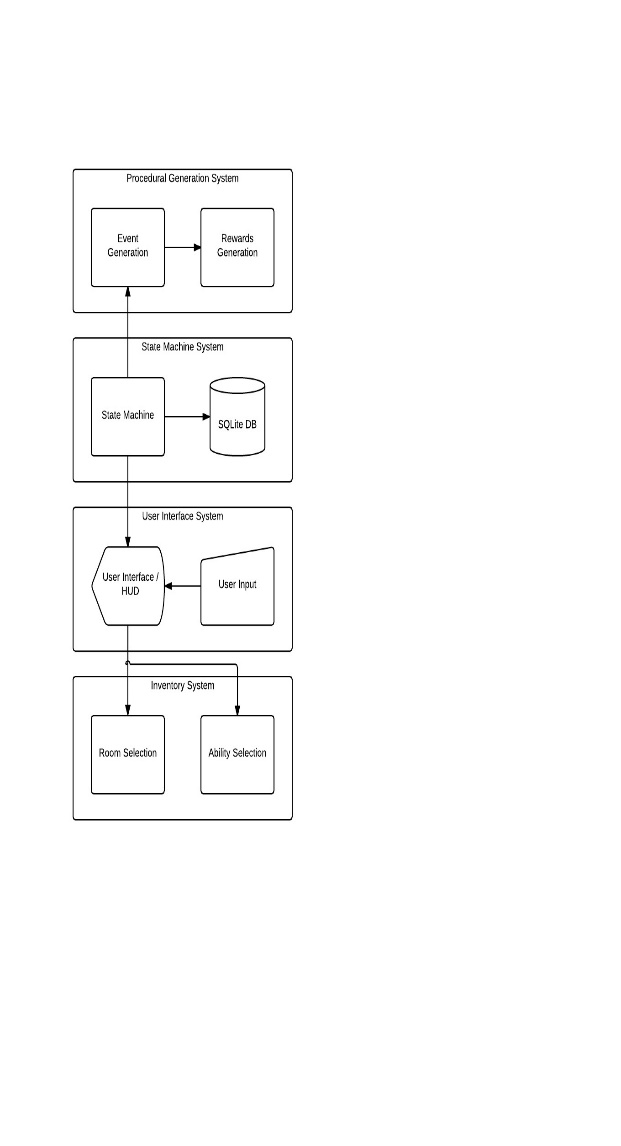 Procedural Generation System
Event
Generation
Rewards
Generation
State Machine System
State Machine
SQLite DB
User Interface System
User Interface /
HUD
User Input
Inventory System
Room Selection
Ability Selection